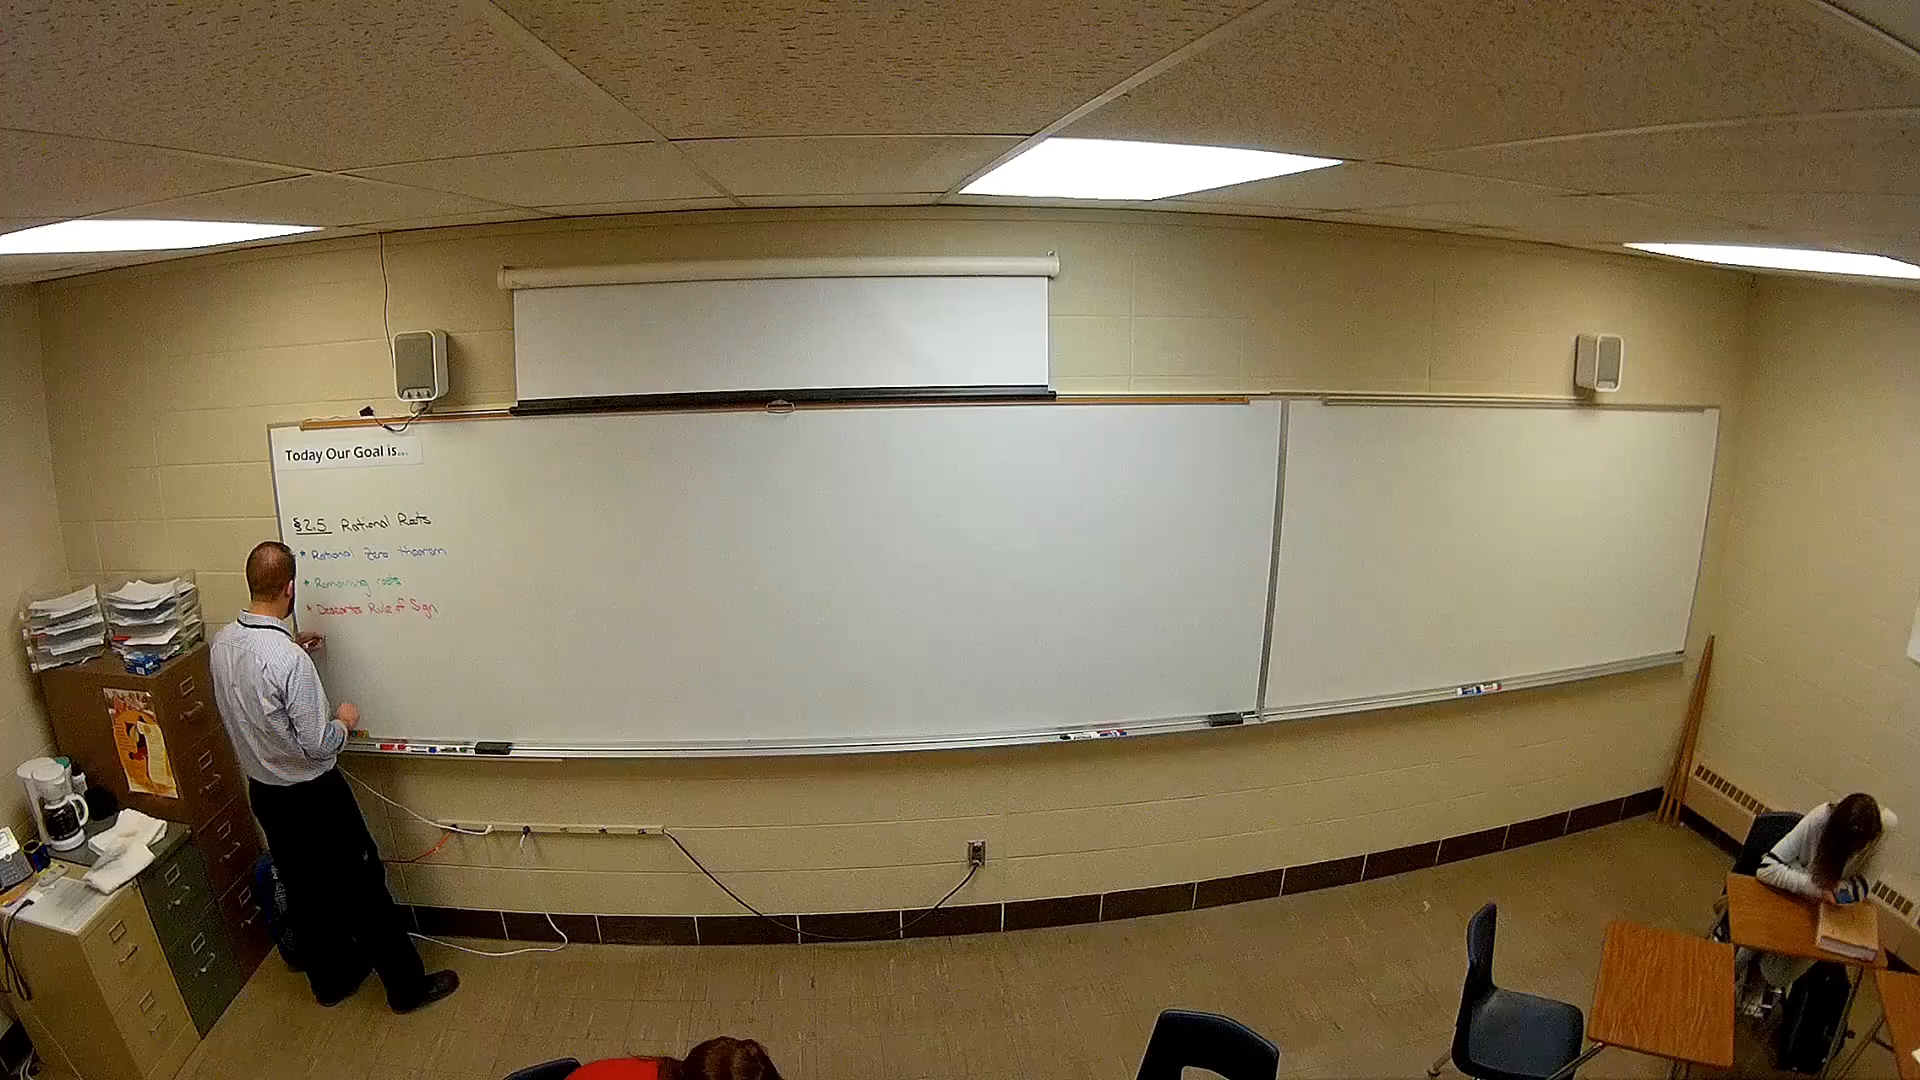 Today Our Goal is...
§2.5 Rational Roots
* Rational Zero theorem
* Remaining roots
* Descartes Rule of Sign